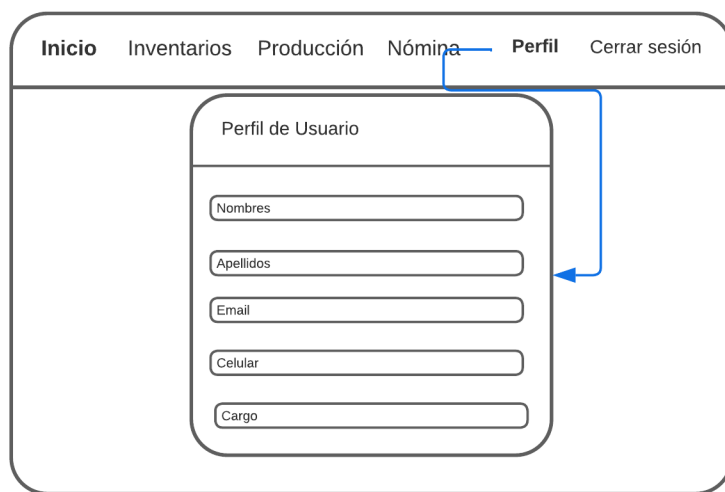 Inicio Inventarios Producción Nómina Perfil Cerrar sesión
Perfil de Usuario
Nombres
Apellidos
Email
Celular
Cargo